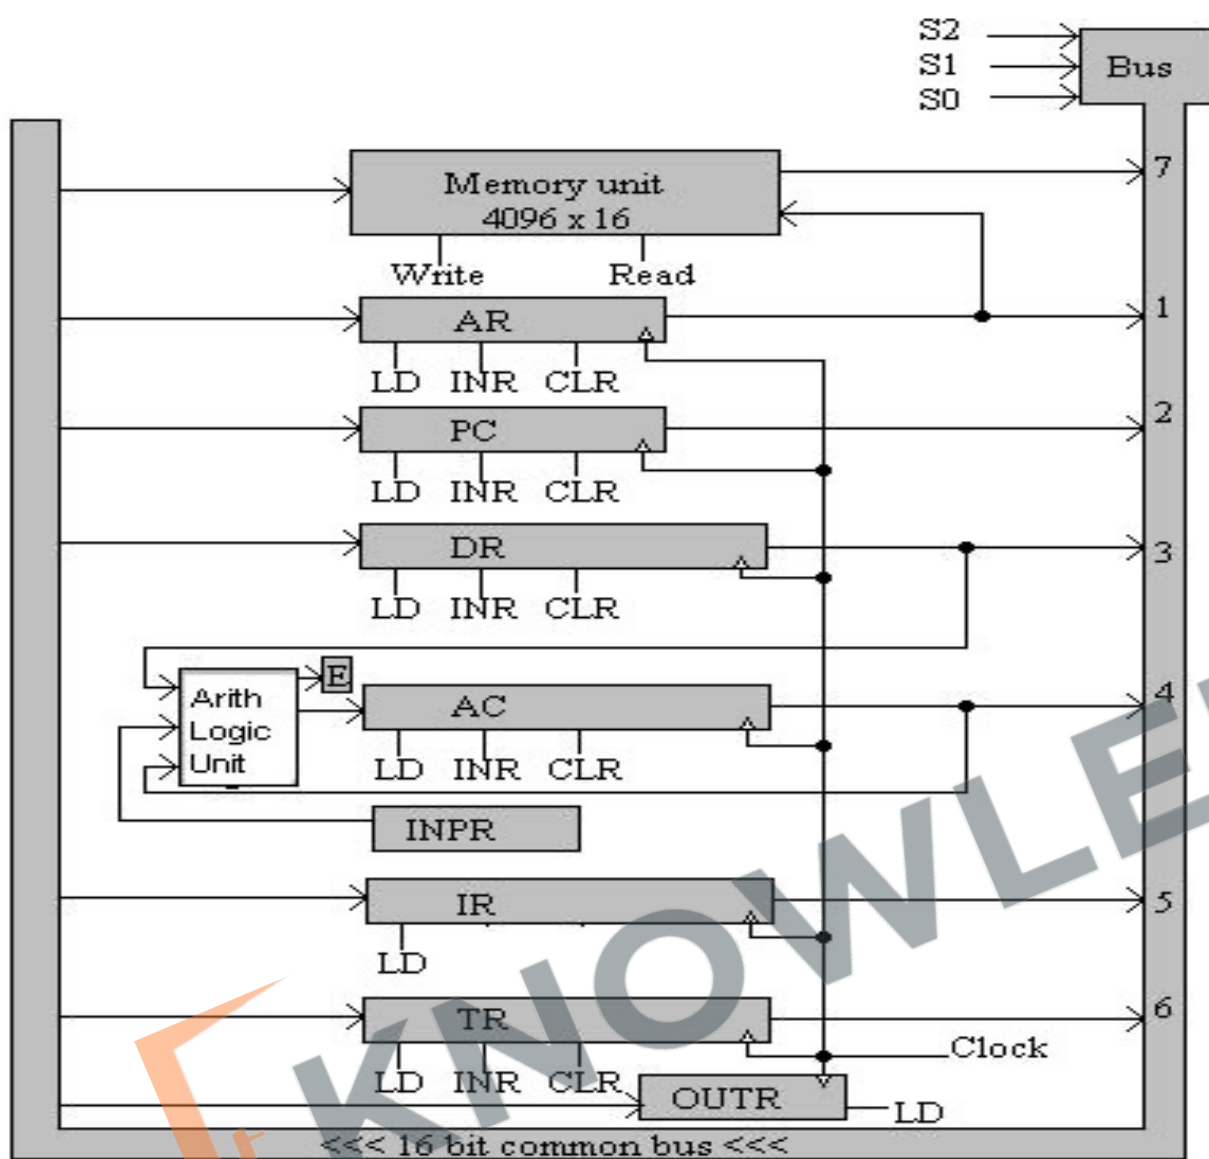 S2
S1
S0
Bus
Memory unit
4096 x 16
7
Write Read
AR
1
LD INR CLR
PC
2
LD INR CLR
DR
3
LD INR CLR
E
Arith
Logic
Unit
AC
4
LD INR CLR
INPR
IR
5
LD
TR
6
LD INR CLR
Clock
OUTR
LD
<<< 16 bit common bus <<<